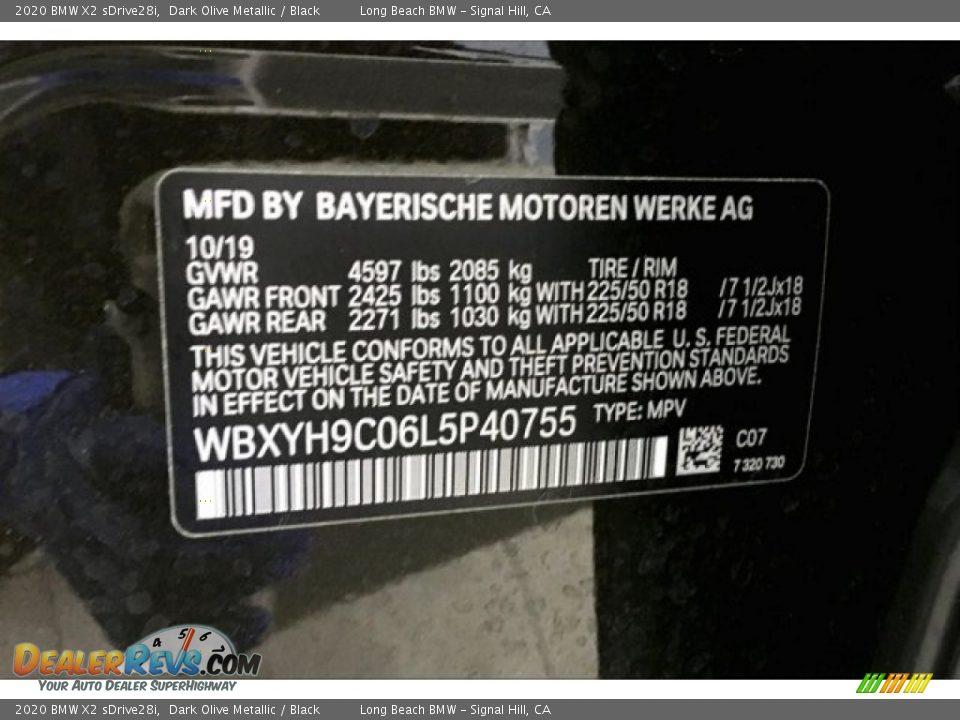 2020 BMW X2 sDrive28i, Dark Olive Metallic / Black Long Beach BMW - Signal Hill, CA
MFD BY BAYERISCHE MOTOREN WERKE AG
10/19
GVWR 4597 lbs 2085 kg TIRE / RIM
GAWR FRONT 2425 lbs 1100 kg WITH 225/50 R18 /7 1/2Jx18
GAWR REAR 2271 lbs 1030 kg WITH 225/50 R18 /7 1/2Jx18
THIS VEHICLE CONFORMS TO ALL APPLICABLE U. S. FEDERAL
MOTOR VEHICLE SAFETY AND THEFT PREVENTION STANDARDS
IN EFFECT ON THE DATE OF MANUFACTURE SHOWN ABOVE.
WBXYH9C06L5P40755 TYPE: MPV
C07
7 320 730
4 5 6
DEALERREVS.COM
YOUR AUTO DEALER SUPERHIGHWAY
2020 BMW X2 sDrive28i, Dark Olive Metallic / Black Long Beach BMW - Signal Hill, CA